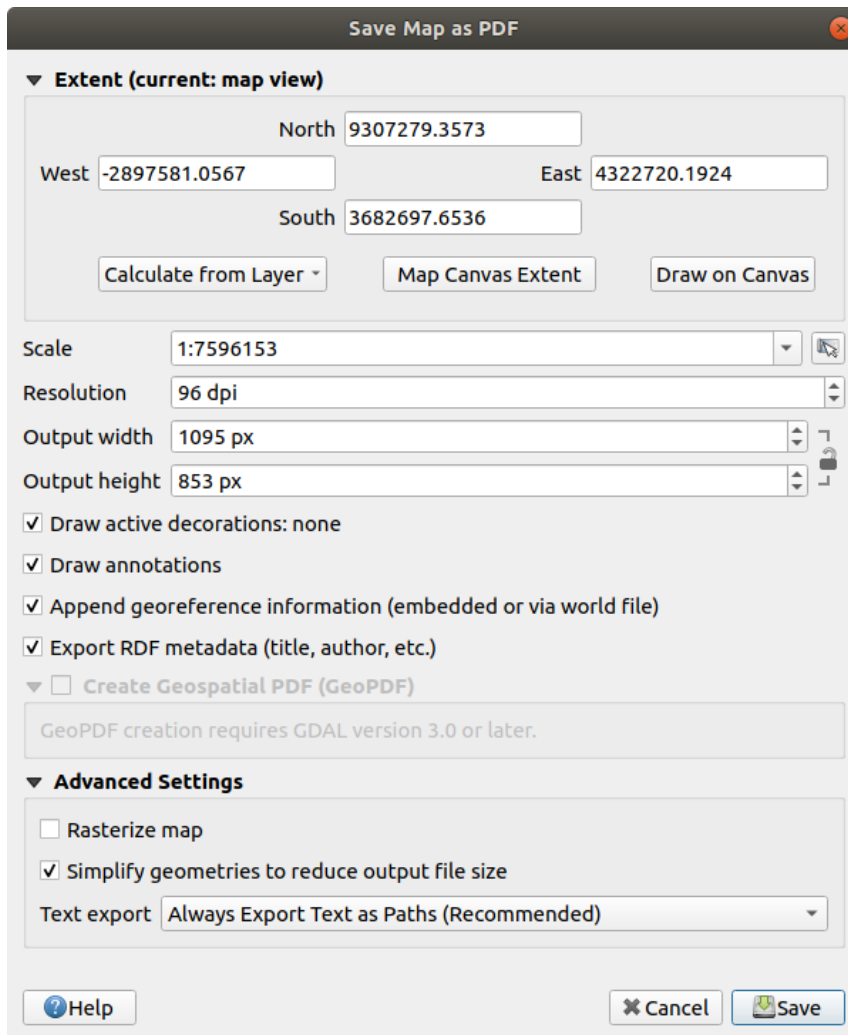 Save Map as PDF
Extent (current: map view)
North 9307279.3573
West -2897581.0567 East 4322720.1924
South 3682697.6536
Calculate from Layer Map Canvas Extent Draw on Canvas
Scale 1:7596153
Resolution 96 dpi
Output width 1095 px
Output height 853 px
Draw active decorations: none
Draw annotations
Append georeference information (embedded or via world file)
Export RDF metadata (title, author, etc.)
Create Geospatial PDF (GeoPDF)
GeoPDF creation requires GDAL version 3.0 or later.
Advanced Settings
Rasterize map
Simplify geometries to reduce output file size
Text export Always Export Text as Paths (Recommended)
Help Cancel Save